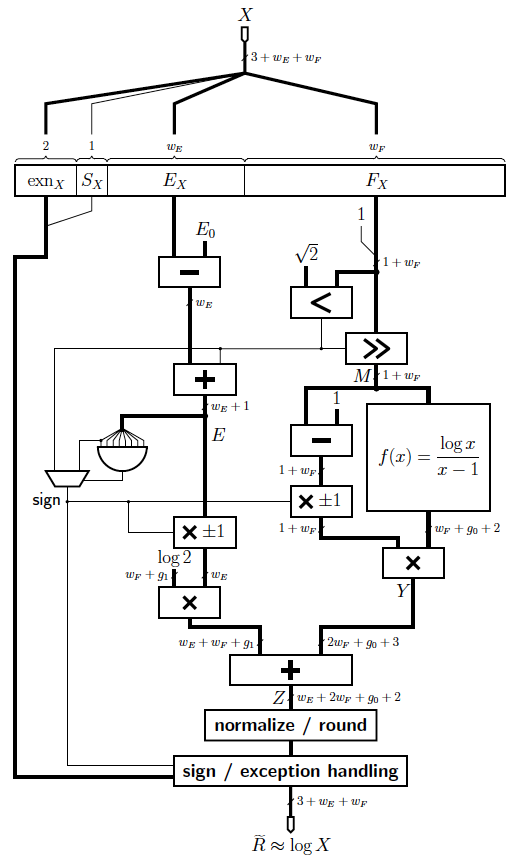 X
3 + w_E + w_F
2 1 w_E w_F
exn_X S_X E_X F_X
E_0 1
√2 1 + w_F
− <
w_E
≫
+ M 1 + w_F
w_E + 1 1
E − f(x) = log x / x − 1
1 + w_F
sign × ±1
× ±1 1 + w_F w_F + g_0 + 2
log 2 ×
w_F + g_1 w_E
× Y
w_E + w_F + g_1 2w_F + g_0 + 3
+
Z w_E + 2w_F + g_0 + 2
normalize / round
sign / exception handling
3 + w_E + w_F
R̃ ≈ log X